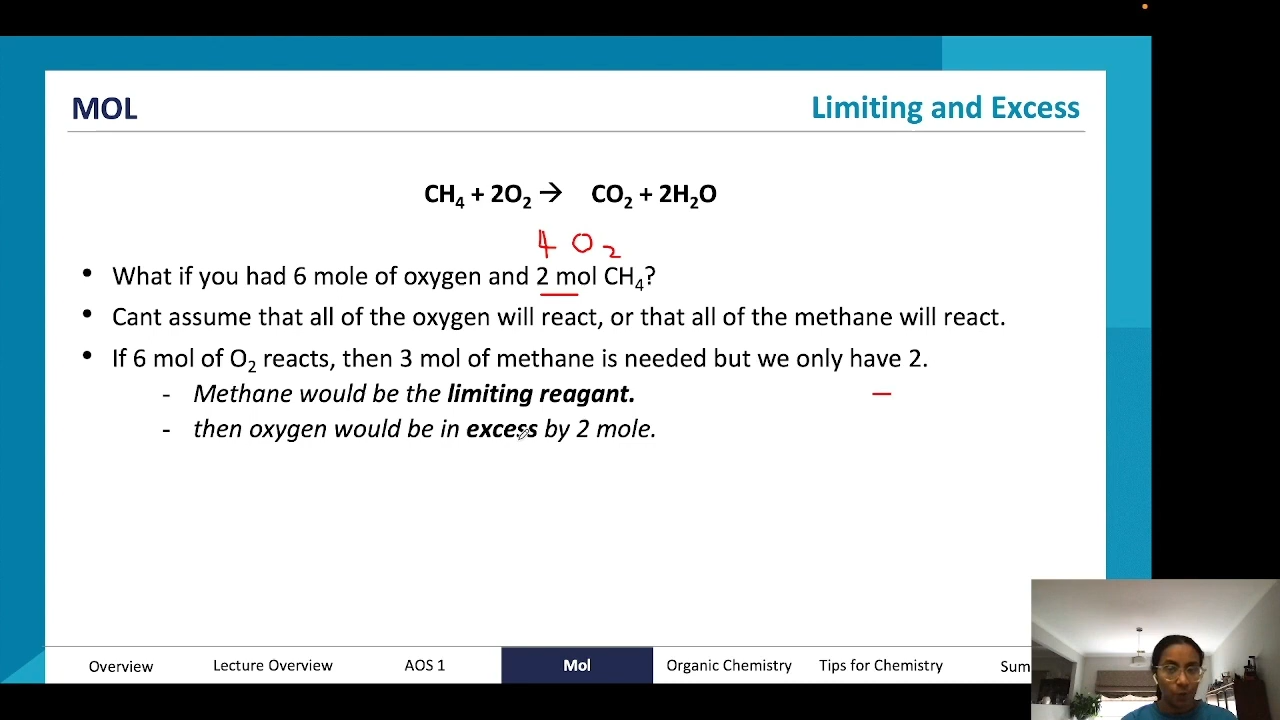 MOL
Limiting and Excess
CH₄ + 2O₂ → CO₂ + 2H₂O
4 O₂
• What if you had 6 mole of oxygen and 2 mol CH₄?
• Cant assume that all of the oxygen will react, or that all of the methane will react.
• If 6 mol of O₂ reacts, then 3 mol of methane is needed but we only have 2.
- Methane would be the limiting reagant.
- then oxygen would be in excess by 2 mole.
Overview Lecture Overview AOS 1 Mol Organic Chemistry Tips for Chemistry Sum